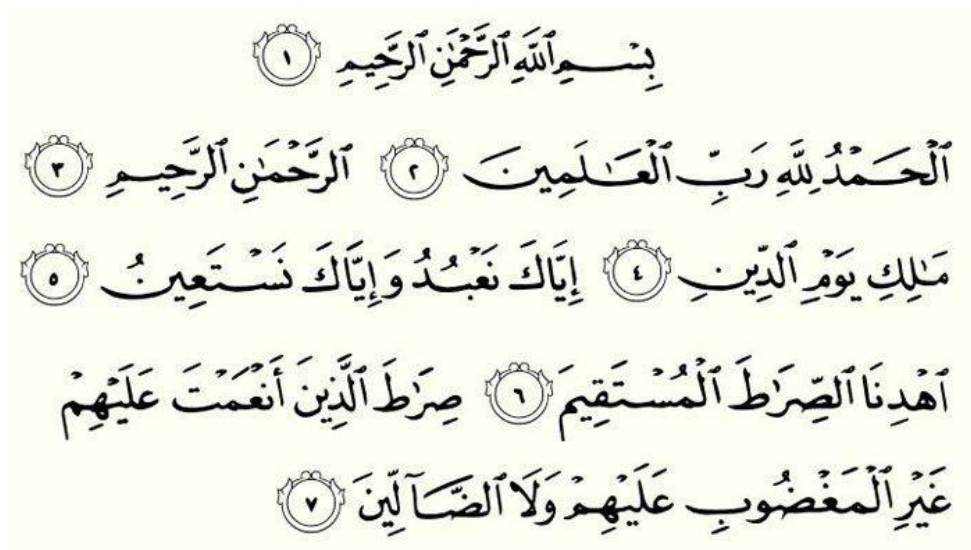 بِسْمِ ٱللَّهِ ٱلرَّحْمَٰنِ ٱلرَّحِيمِ ١
ٱلْحَمْدُ لِلَّهِ رَبِّ ٱلْعَٰلَمِينَ ٢ ٱلرَّحْمَٰنِ ٱلرَّحِيمِ ٣
مَٰلِكِ يَوْمِ ٱلدِّينِ ٤ إِيَّاكَ نَعْبُدُ وَإِيَّاكَ نَسْتَعِينُ ٥
ٱهْدِنَا ٱلصِّرَٰطَ ٱلْمُسْتَقِيمَ ٦ صِرَٰطَ ٱلَّذِينَ أَنْعَمْتَ عَلَيْهِمْ
غَيْرِ ٱلْمَغْضُوبِ عَلَيْهِمْ وَلَا ٱلضَّآلِّينَ ٧